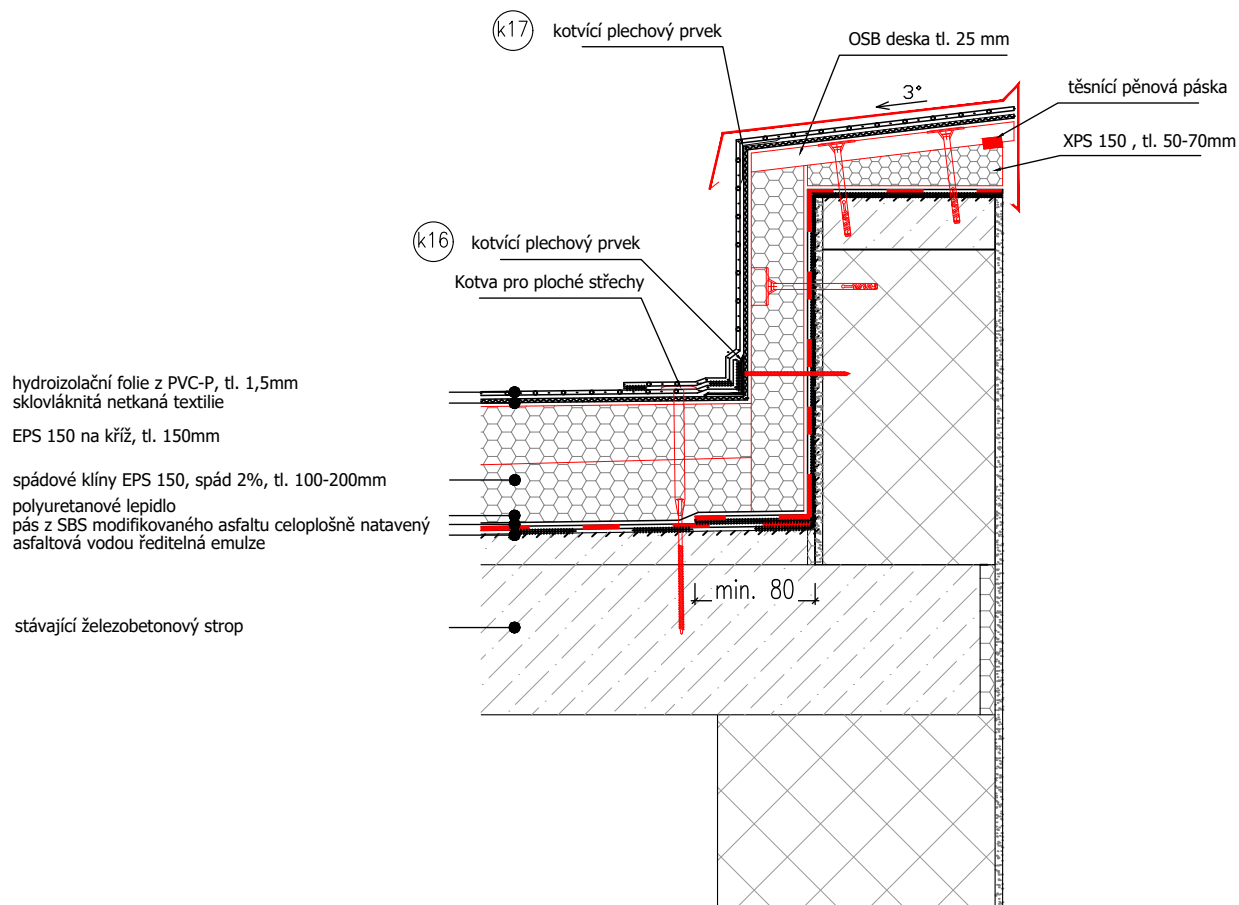 k17
kotvící plechový prvek
OSB deska tl. 25 mm
3°
těsnící pěnová páska
XPS 150 , tl. 50-70mm
k16
kotvící plechový prvek
Kotva pro ploché střechy
hydroizolační folie z PVC-P, tl. 1,5mm
sklovláknitá netkaná textilie
EPS 150 na kříž, tl. 150mm
spádové klíny EPS 150, spád 2%, tl. 100-200mm
polyuretanové lepidlo
pás z SBS modifikovaného asfaltu celoplošně natavený
asfaltová vodou ředitelná emulze
min. 80
stávající železobetonový strop